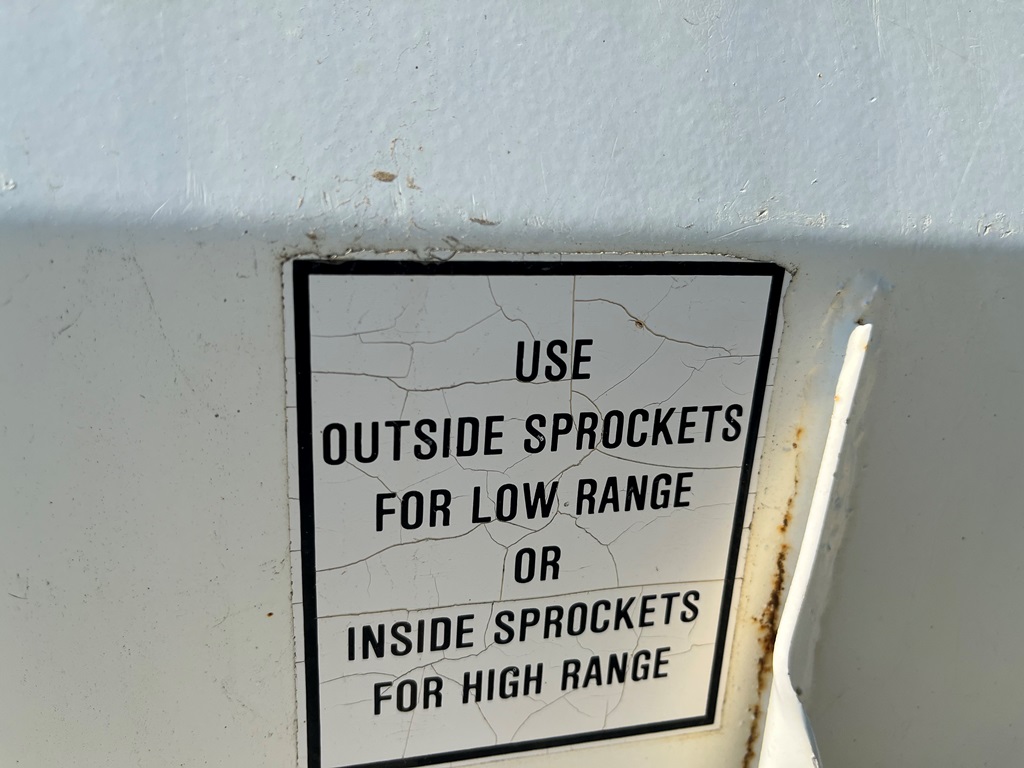 USE
OUTSIDE SPROCKETS
FOR LOW RANGE
OR
INSIDE SPROCKETS
FOR HIGH RANGE